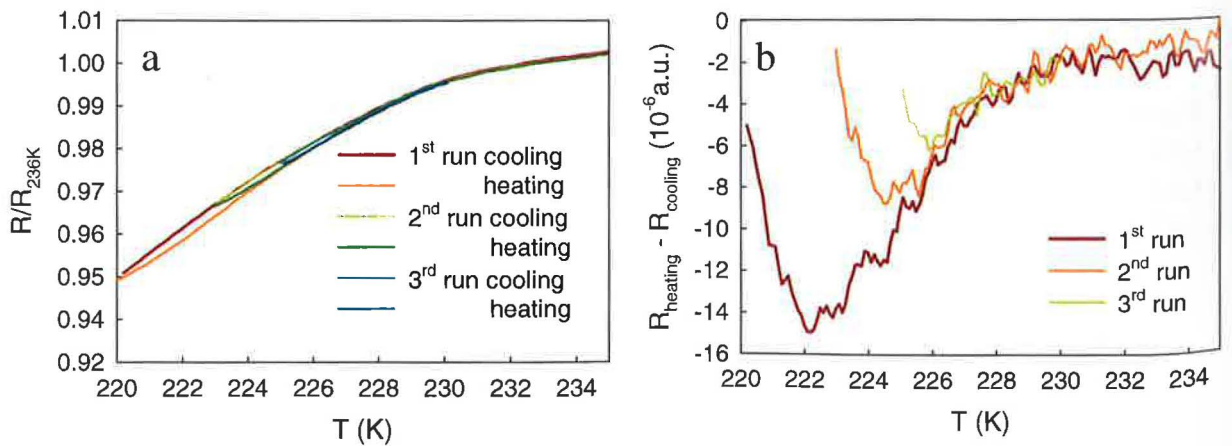 a
1.01
1.00
0.99
0.98
0.97
0.96
0.95
0.94
0.93
0.92
R/R236K
220 222 224 226 228 230 232 234
T (K)
1st run cooling
heating
2nd run cooling
heating
3rd run cooling
heating
b
0
-2
-4
-6
-8
-10
-12
-14
-16
Rheating - Rcooling (10-6a.u.)
220 222 224 226 228 230 232 234
T (K)
1st run
2nd run
3rd run